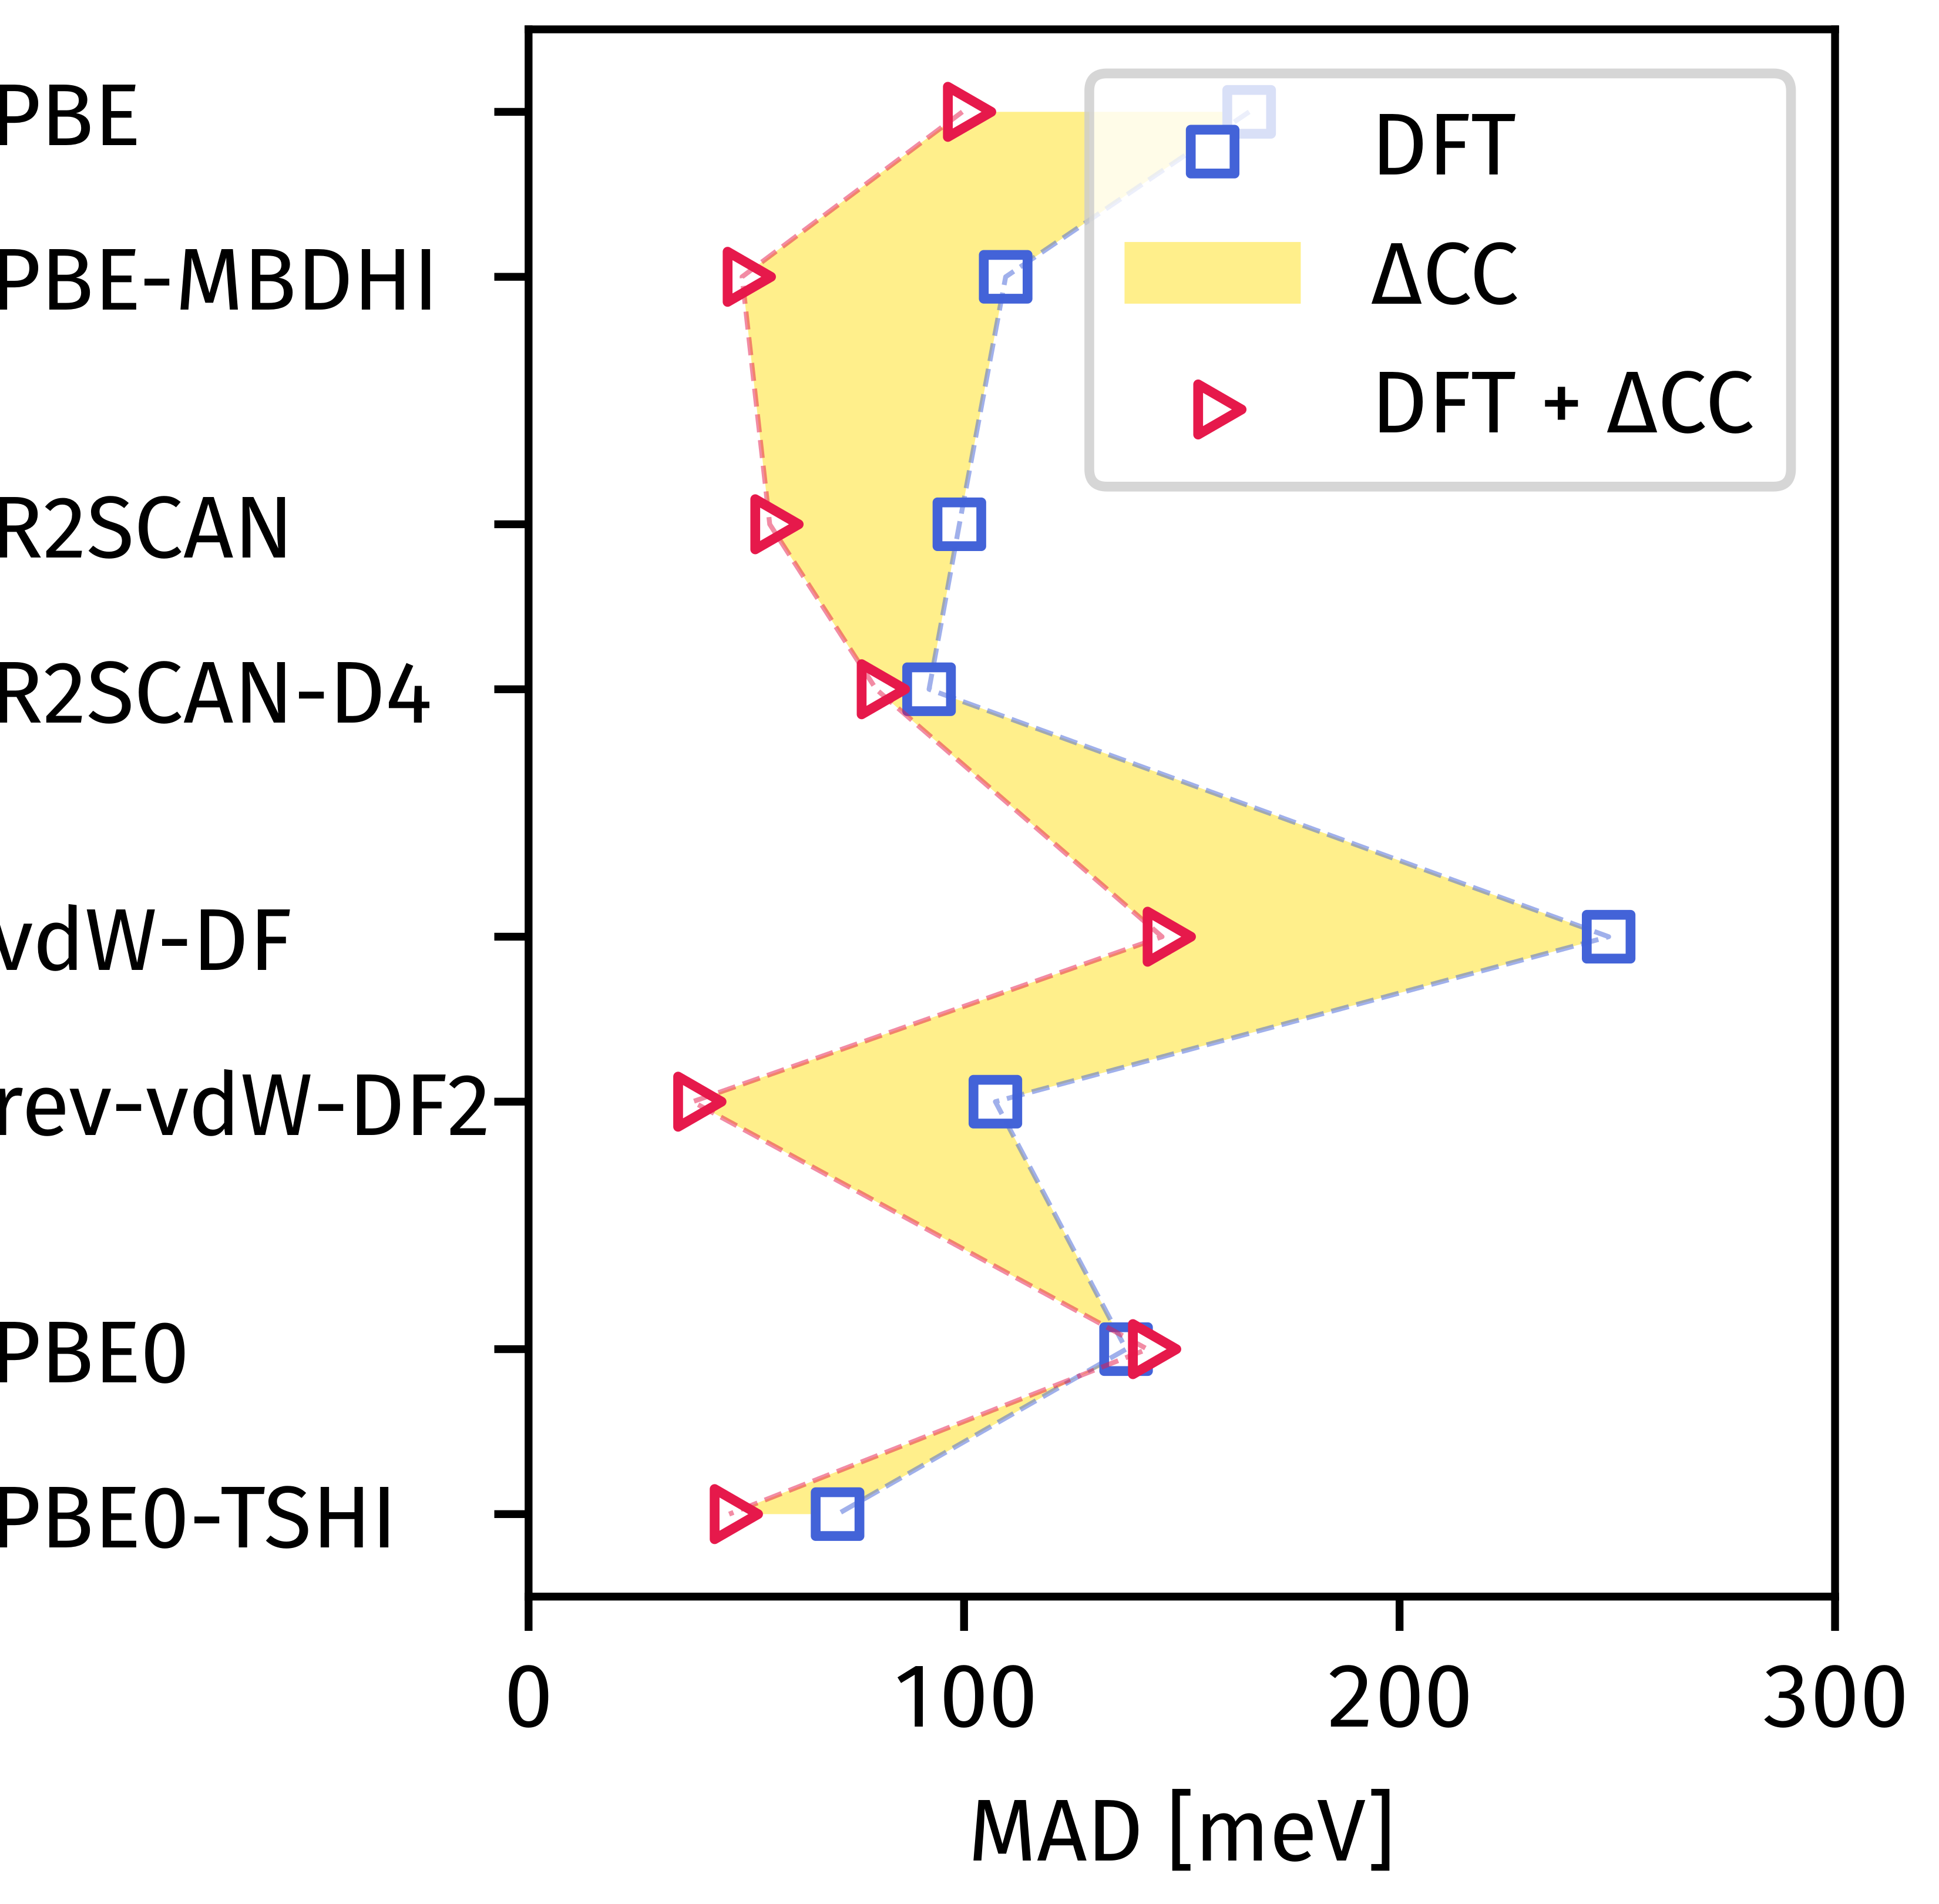 PBE
PBE-MBDHI
R2SCAN
R2SCAN-D4
vdW-DF
rev-vdW-DF2
PBE0
PBE0-TSHI
DFT
ΔCC
DFT + ΔCC
0 100 200 300
MAD [meV]